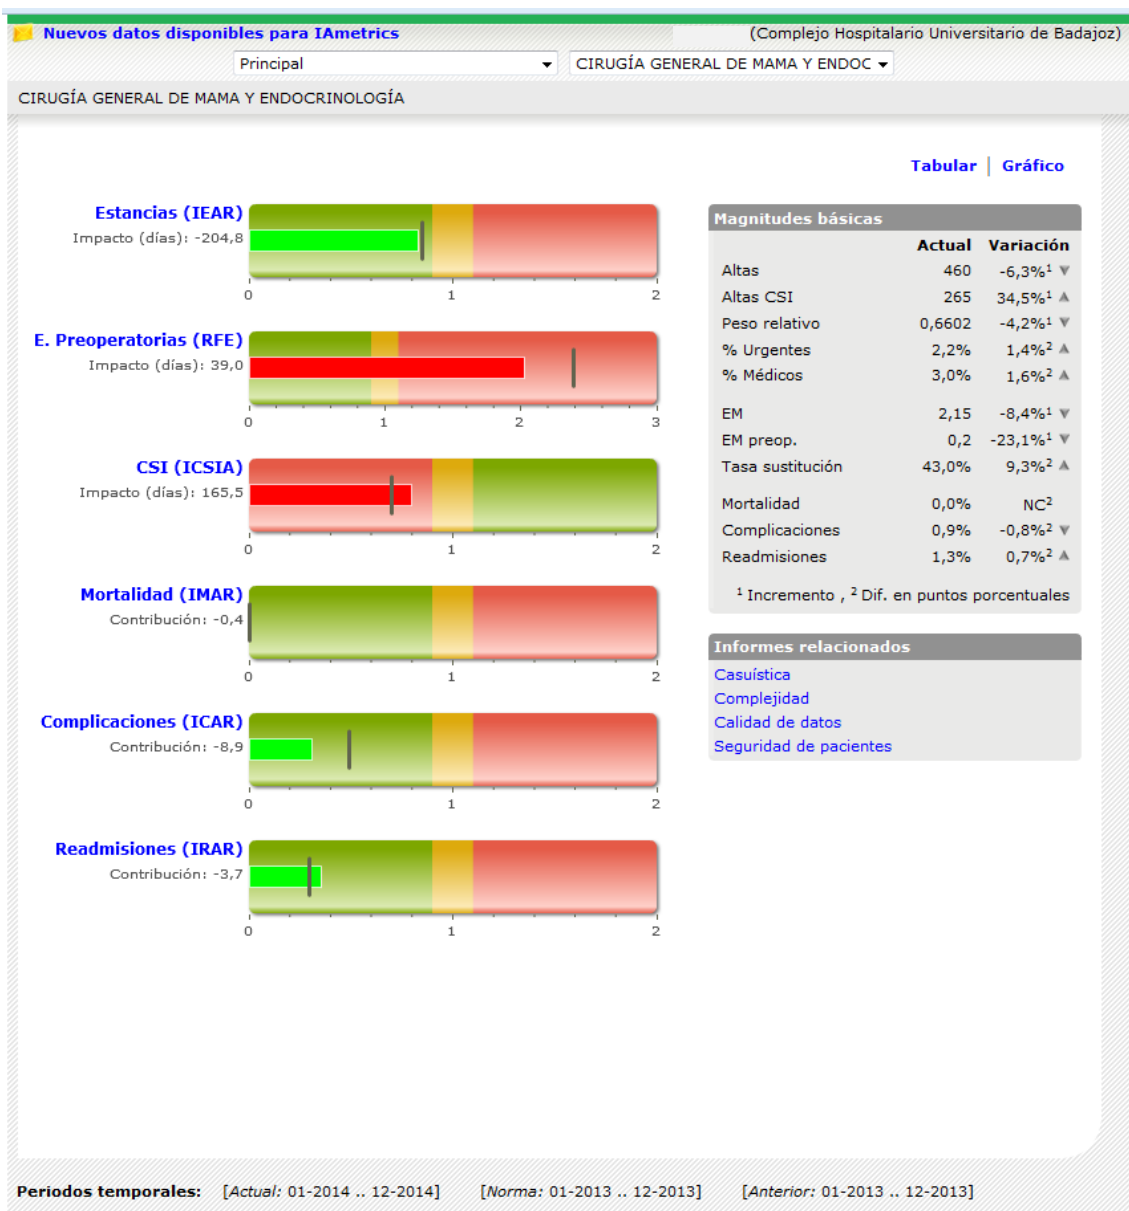 Nuevos datos disponibles para IAmetrics
(Complejo Hospitalario Universitario de Badajoz)
Principal
CIRUGÍA GENERAL DE MAMA Y ENDOC
CIRUGÍA GENERAL DE MAMA Y ENDOCRINOLOGÍA
Tabular | Gráfico
Estancias (IEAR)
Impacto (días): -204,8
0 1 2
E. Preoperatorias (RFE)
Impacto (días): 39,0
0 1 2 3
CSI (ICSIA)
Impacto (días): 165,5
0 1 2
Mortalidad (IMAR)
Contribución: -0,4
0 1 2
Complicaciones (ICAR)
Contribución: -8,9
0 1 2
Readmisiones (IRAR)
Contribución: -3,7
0 1 2
Magnitudes básicas
Actual Variación
Altas 460 -6,3%¹ ▼
Altas CSI 265 34,5%¹ ▲
Peso relativo 0,6602 -4,2%¹ ▼
% Urgentes 2,2% 1,4%² ▲
% Médicos 3,0% 1,6%² ▲
EM 2,15 -8,4%¹ ▼
EM preop. 0,2 -23,1%¹ ▼
Tasa sustitución 43,0% 9,3%² ▲
Mortalidad 0,0% NC²
Complicaciones 0,9% -0,8%² ▼
Readmisiones 1,3% 0,7%² ▲
¹ Incremento , ² Dif. en puntos porcentuales
Informes relacionados
Casuística
Complejidad
Calidad de datos
Seguridad de pacientes
Periodos temporales: [Actual: 01-2014 .. 12-2014] [Norma: 01-2013 .. 12-2013] [Anterior: 01-2013 .. 12-2013]